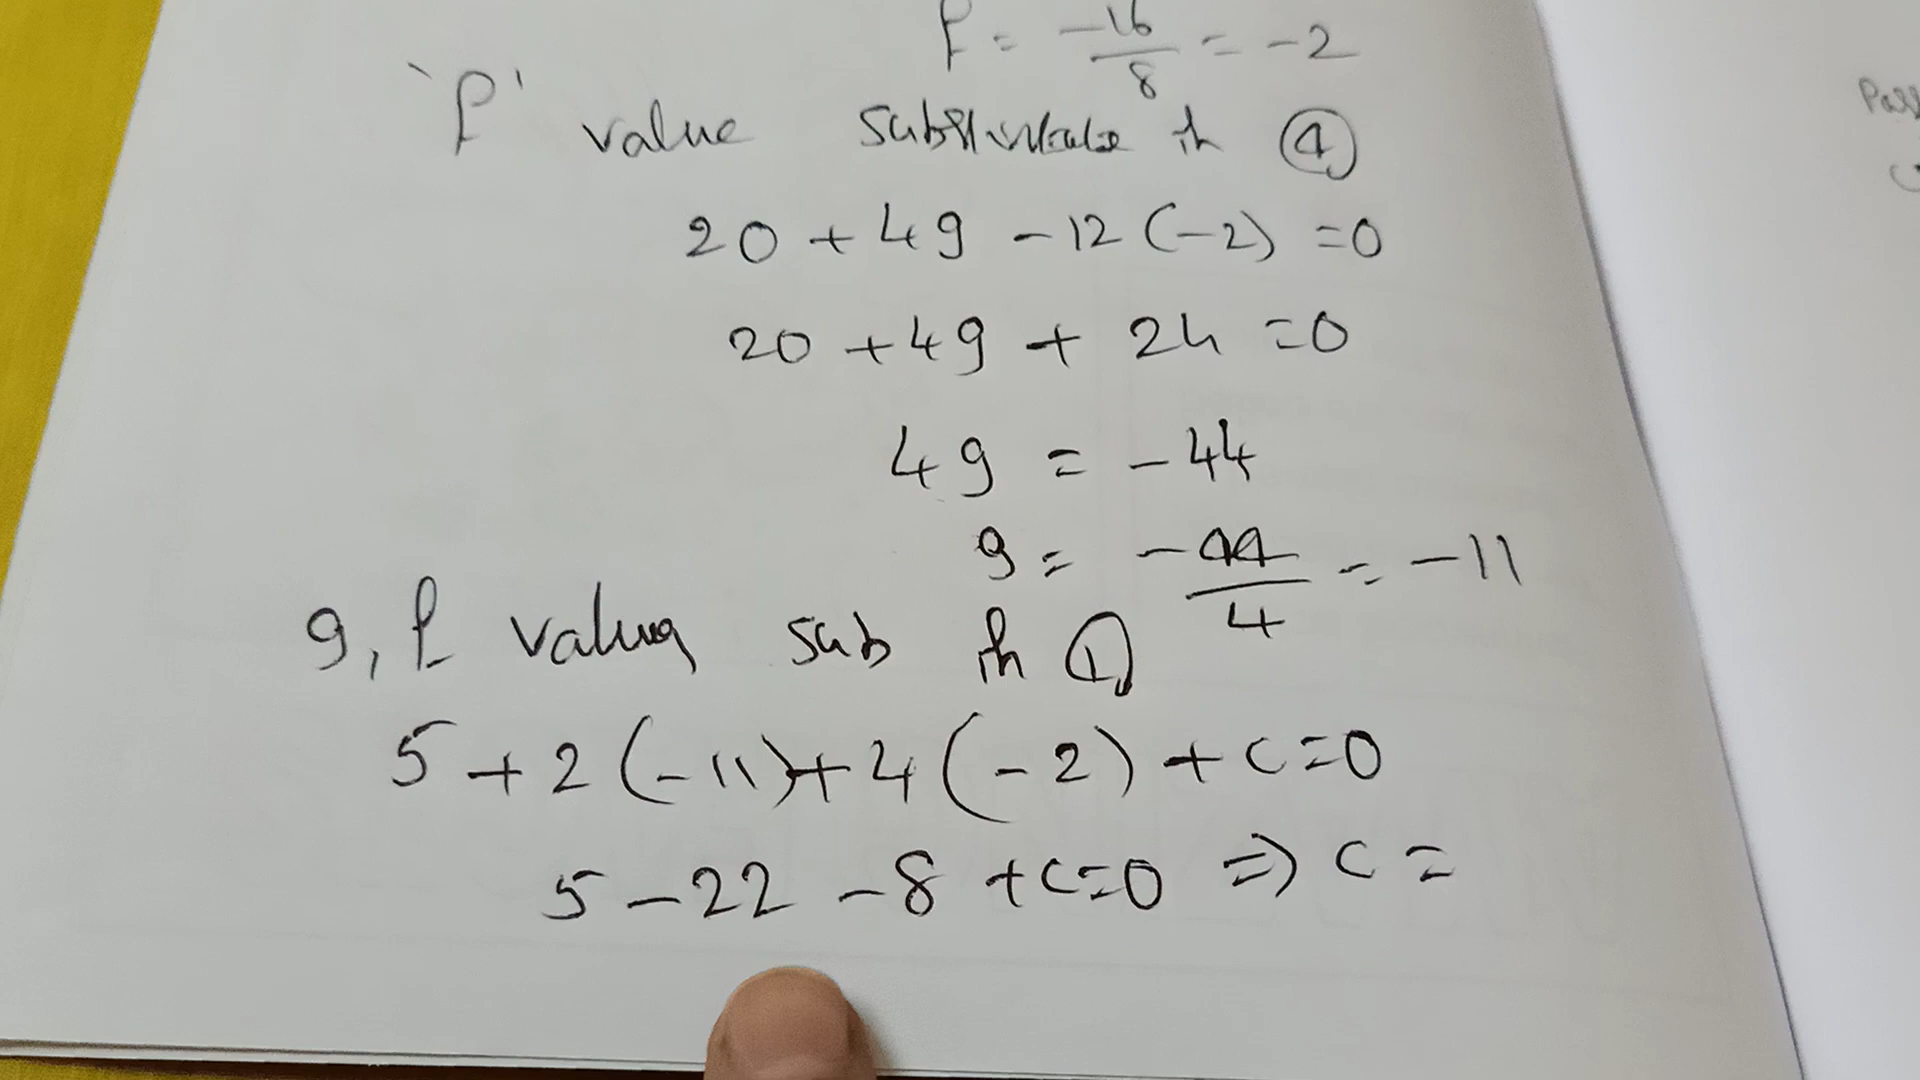 f = -16/8 = -2
'f' value substitute in ④
20 + 4g - 12(-2) = 0
20 + 4g + 24 = 0
4g = -44
g = -44/4 = -11
g, f values sub in ①
5 + 2(-11) + 4(-2) + c = 0
5 - 22 - 8 + c = 0 ⇒ c =